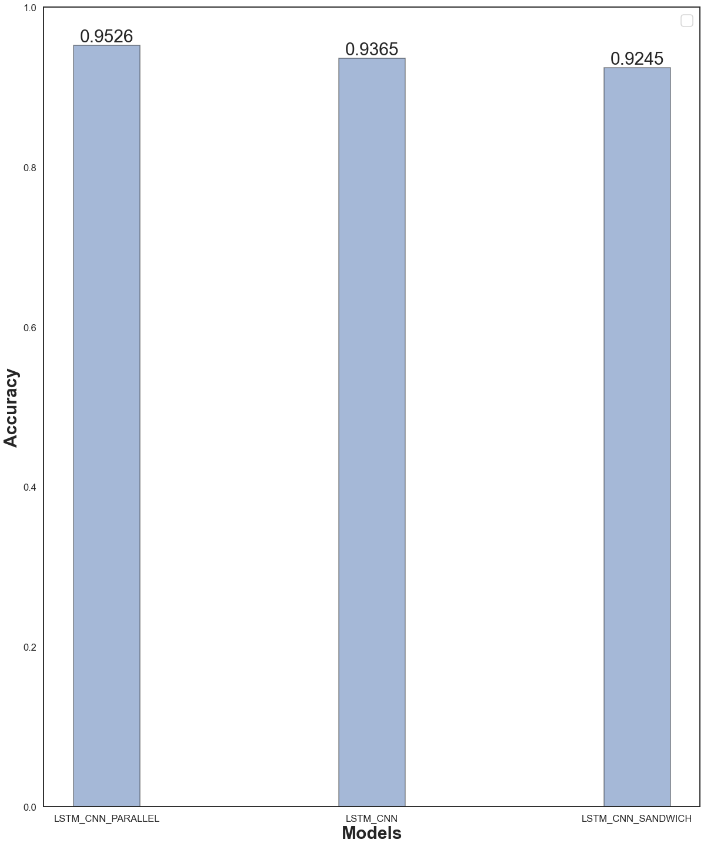 1.0
0.9526
0.9365
0.9245
0.8
0.6
Accuracy
0.4
0.2
0.0
LSTM_CNN_PARALLEL
LSTM_CNN
LSTM_CNN_SANDWICH
Models